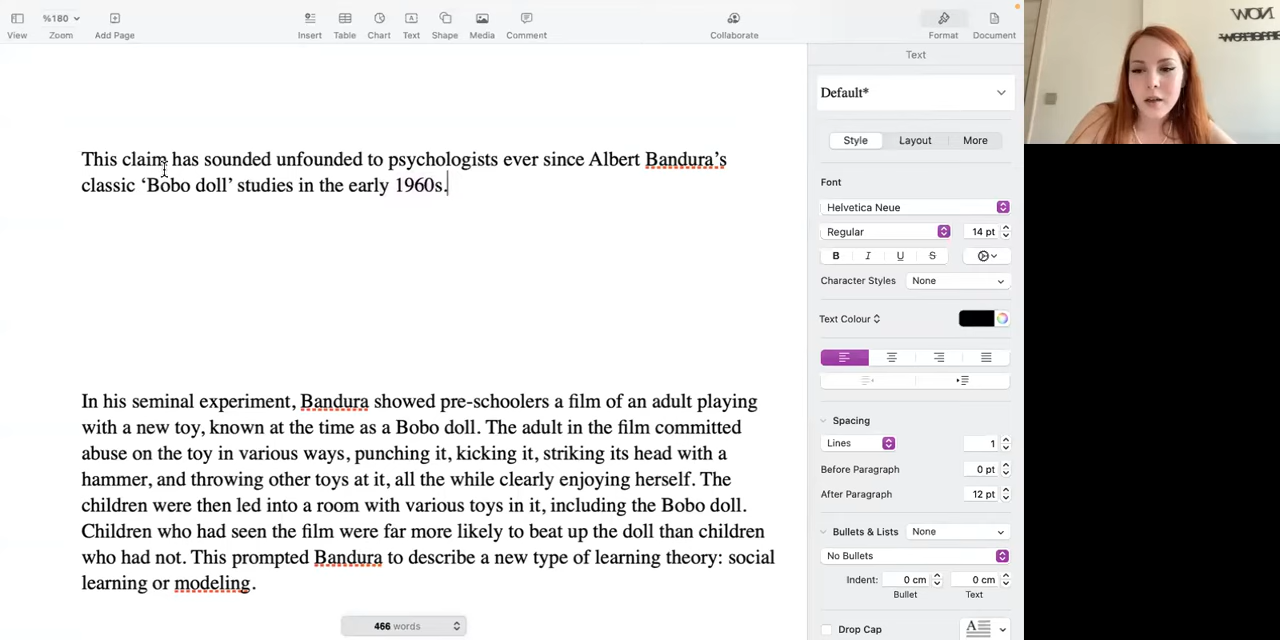 %180
View
Zoom
Add Page
Insert
Table
Chart
Text
Shape
Media
Comment
Collaborate
Format
Document
This claim has sounded unfounded to psychologists ever since Albert Bandura's
classic ‘Bobo doll’ studies in the early 1960s.
In his seminal experiment, Bandura showed pre-schoolers a film of an adult playing
with a new toy, known at the time as a Bobo doll. The adult in the film committed
abuse on the toy in various ways, punching it, kicking it, striking its head with a
hammer, and throwing other toys at it, all the while clearly enjoying herself. The
children were then led into a room with various toys in it, including the Bobo doll.
Children who had seen the film were far more likely to beat up the doll than children
who had not. This prompted Bandura to describe a new type of learning theory: social
learning or modeling.
466 words
Text
Default*
Style
Layout
More
Font
Helvetica Neue
Regular
14 pt
B I U S
Character Styles
None
Text Colour
Spacing
Lines
1
Before Paragraph
0 pt
After Paragraph
12 pt
Bullets & Lists
None
No Bullets
Indent:
0 cm
0 cm
Bullet
Text
Drop Cap
A
NOW